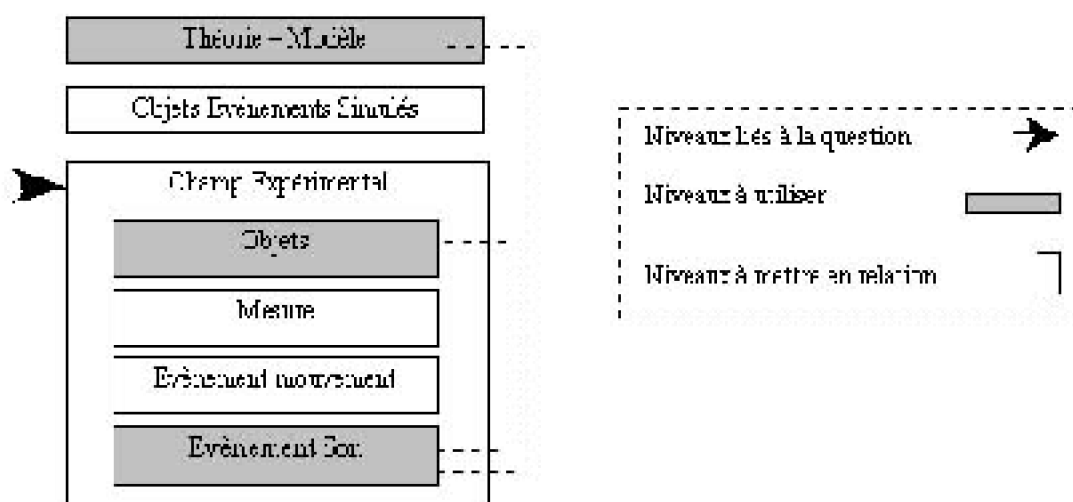 Théorie – Modèle
Objets Evènements Simulés
Champ Expérimental
Objets
Mesure
Evènement mouvement
Evènement Son
Niveaux liés à la question
Niveaux à utiliser
Niveaux à mettre en relation